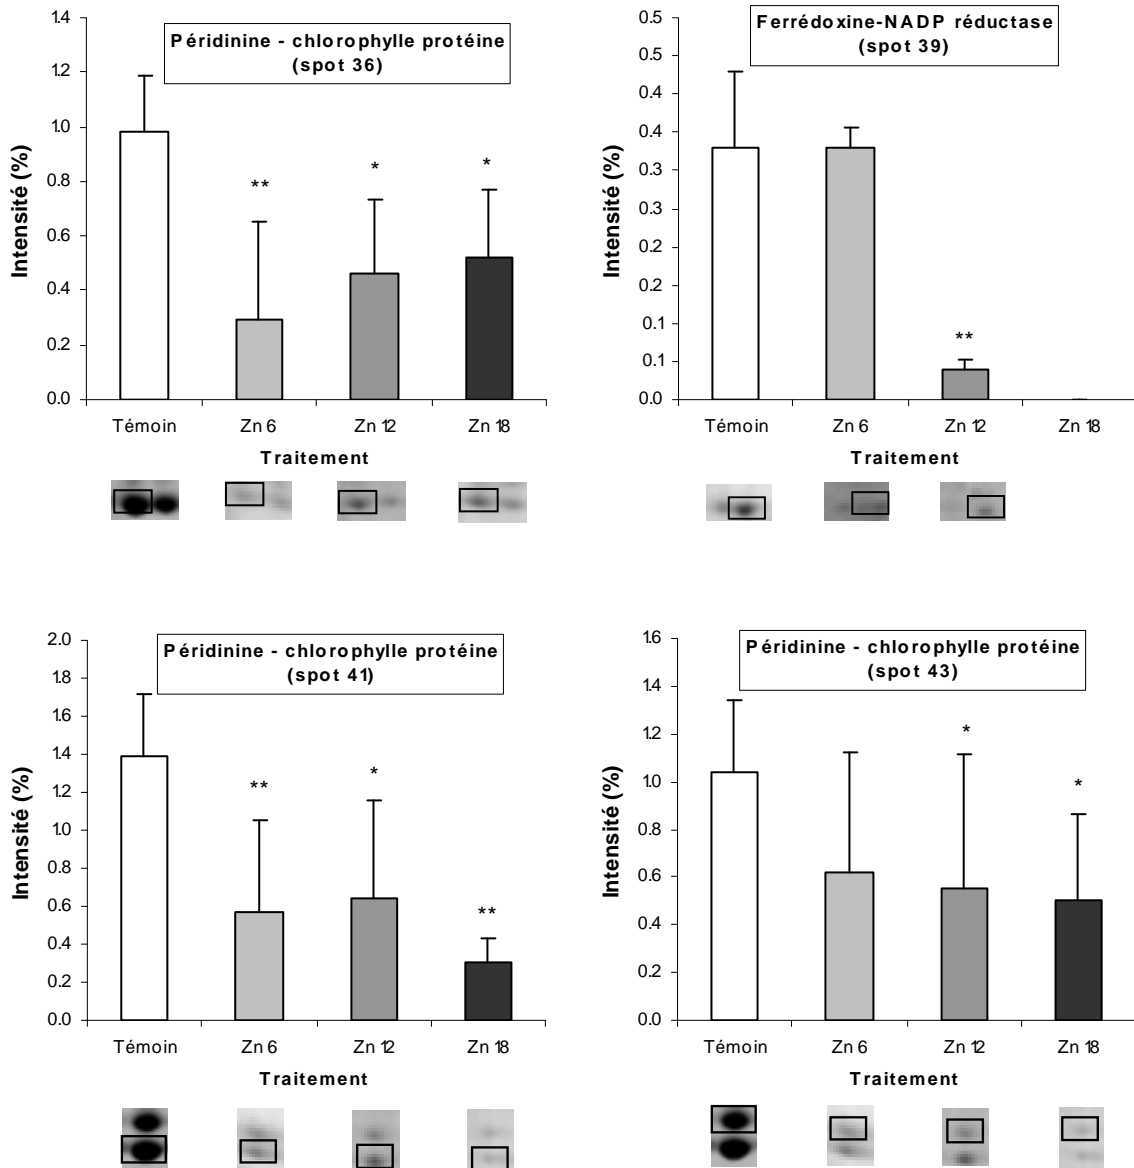 Péridinine - chlorophylle protéine
(spot 36)
Intensité (%)
1.4
1.2
1.0
0.8
0.6
0.4
0.2
0.0
**
*
*
Témoin Zn 6 Zn 12 Zn 18
Traitement
Ferrédoxine-NADP réductase
(spot 39)
Intensité (%)
0.5
0.5
0.4
0.4
0.3
0.3
0.2
0.2
0.1
0.1
0.0
**
Témoin Zn 6 Zn 12 Zn 18
Traitement
Péridinine - chlorophylle protéine
(spot 41)
Intensité (%)
2.0
1.8
1.6
1.4
1.2
1.0
0.8
0.6
0.4
0.2
0.0
**
*
**
Témoin Zn 6 Zn 12 Zn 18
Traitement
Péridinine - chlorophylle protéine
(spot 43)
Intensité (%)
1.6
1.4
1.2
1.0
0.8
0.6
0.4
0.2
0.0
*
*
Témoin Zn 6 Zn 12 Zn 18
Traitement